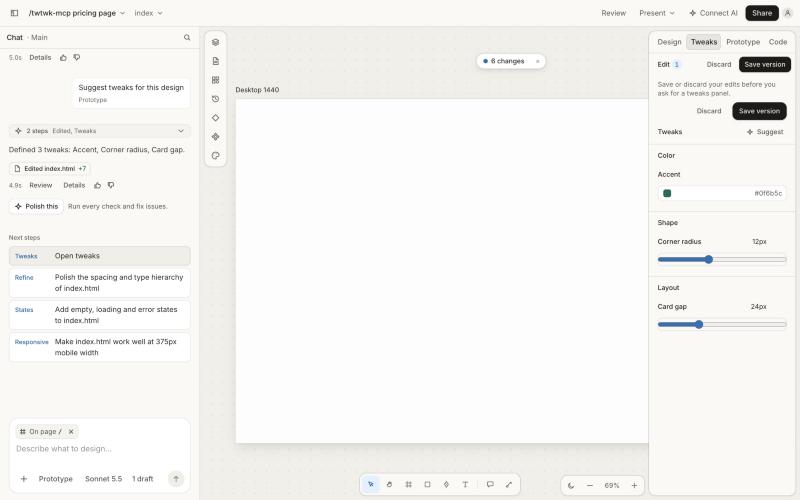 /twtwk-mcp pricing page
index
Review
Present
Connect AI
Share
Chat · Main
5.0s Details
Suggest tweaks for this design
Prototype
2 steps Edited, Tweaks
Defined 3 tweaks: Accent, Corner radius, Card gap.
Edited index.html +7
4.9s Review Details
Polish this Run every check and fix issues.
Next steps
Tweaks Open tweaks
Refine Polish the spacing and type hierarchy
of index.html
States Add empty, loading and error states
to index.html
Responsive Make index.html work well at 375px
mobile width
On page /
Describe what to design...
Prototype Sonnet 5.5 1 draft
6 changes
Desktop 1440
69%
Design Tweaks Prototype Code
Edit 1 Discard Save version
Save or discard your edits before you
ask for a tweaks panel.
Discard Save version
Tweaks Suggest
Color
Accent
#0f6b5c
Shape
Corner radius 12px
Layout
Card gap 24px